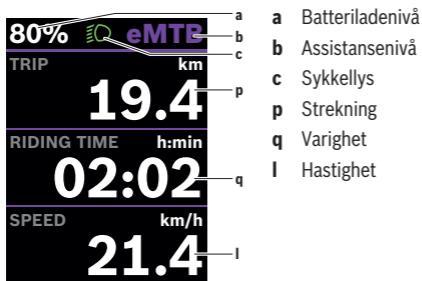 80% eMTB
TRIP km
19.4
RIDING TIME h:min
02:02
SPEED km/h
21.4
a
b
c
p
q
l
a Batteriladenivå
b Assistansenivå
c Sykkellys
p Strekning
q Varighet
l Hastighet